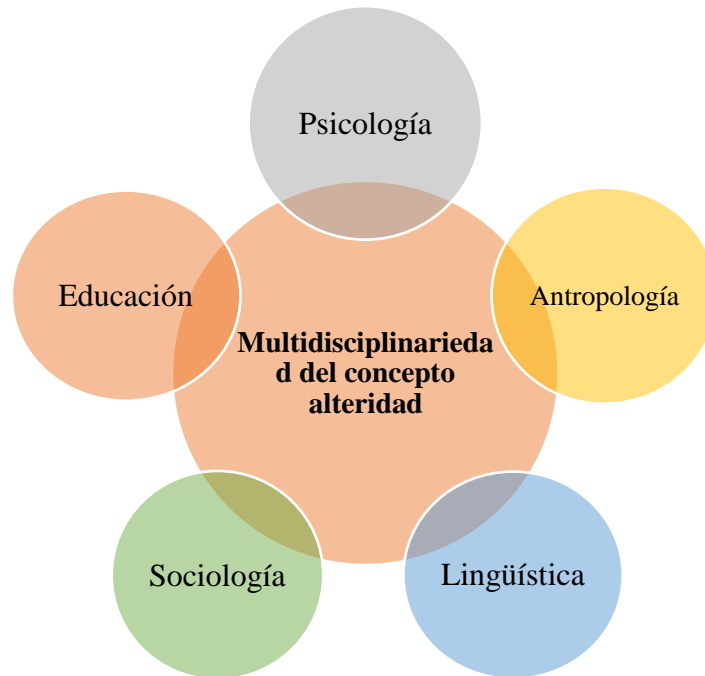 Psicología
Educación
Antropología
Multidisciplinarieda
d del concepto
alteridad
Sociología
Lingüística